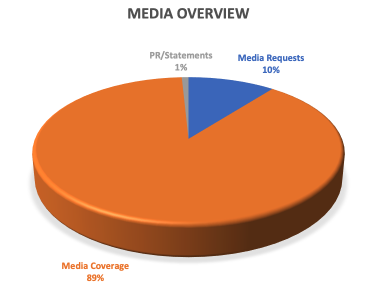 MEDIA OVERVIEW
PR/Statements
1%
Media Requests
10%
Media Coverage
89%